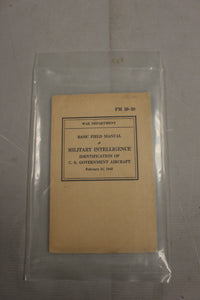 FM 30-30
WAR DEPARTMENT
BASIC FIELD MANUAL
MILITARY INTELLIGENCE
IDENTIFICATION OF
U. S. GOVERNMENT AIRCRAFT